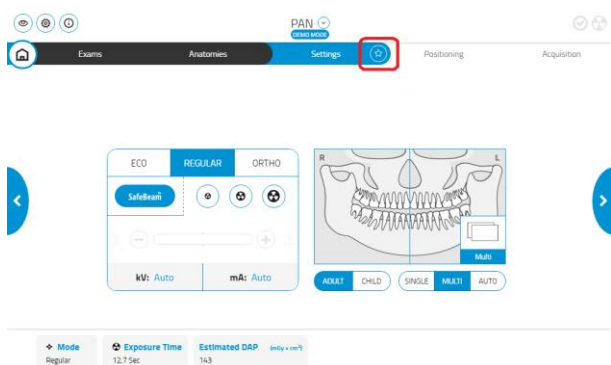 PAN
DEMO MODE
Exams
Anatomies
Settings
Positioning
Acquisition
ECO REGULAR ORTHO
SafeBeam
kV: Auto mA: Auto
R L
Multi
ADULT CHILD SINGLE MULTI AUTO
Mode
Regular
Exposure Time
12.7 Sec
Estimated DAP (mGy × cm²)
143